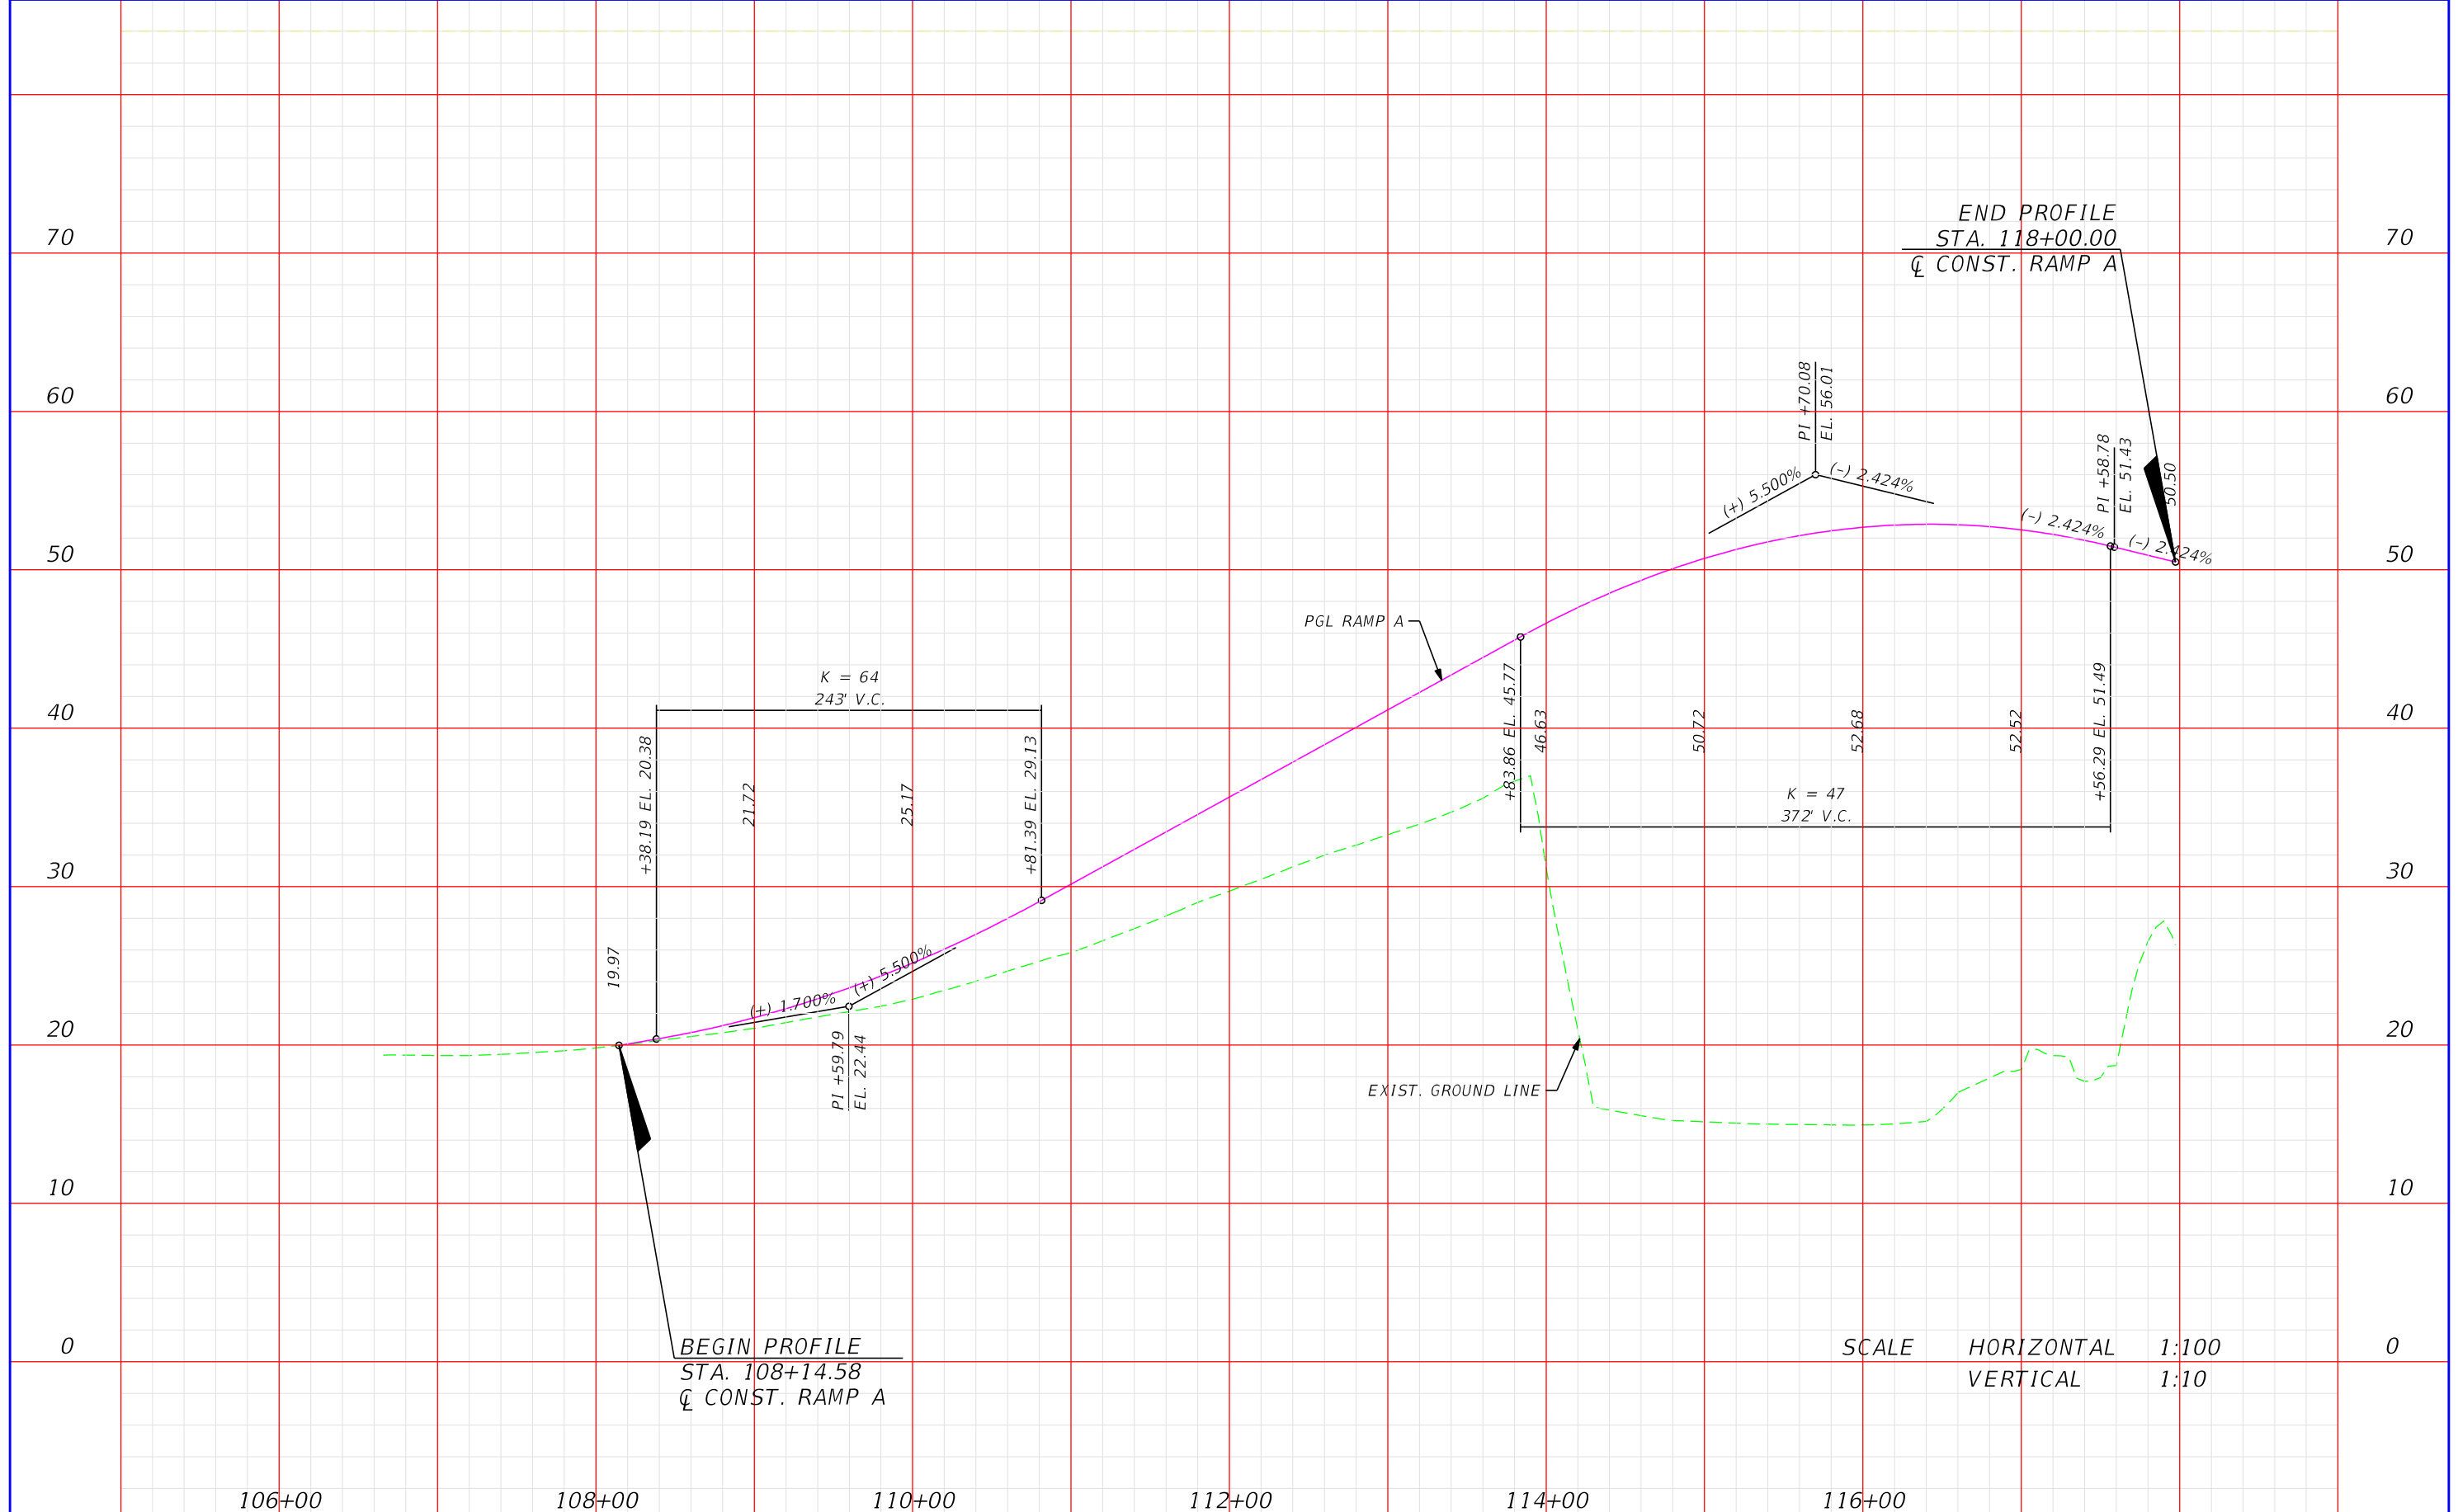 END PROFILE
STA. 118+00.00
℄ CONST. RAMP A
70
70
60
60
50
50
40
40
30
30
20
20
10
10
0
0
PI +70.08
EL. 56.01
(+) 5.500%
(-) 2.424%
PI +58.78
EL. 51.43
50.50
(-) 2.424%
(-) 2.424%
PGL RAMP A
K = 64
243' V.C.
+38.19 EL. 20.38
21.72
25.17
+81.39 EL. 29.13
+83.86 EL. 45.77
46.63
50.72
52.68
52.52
+56.29 EL. 51.49
K = 47
372' V.C.
19.97
(+) 1.700%
(+) 5.500%
PI +59.79
EL. 22.44
EXIST. GROUND LINE
BEGIN PROFILE
STA. 108+14.58
℄ CONST. RAMP A
SCALE HORIZONTAL 1:100
VERTICAL 1:10
106+00
108+00
110+00
112+00
114+00
116+00